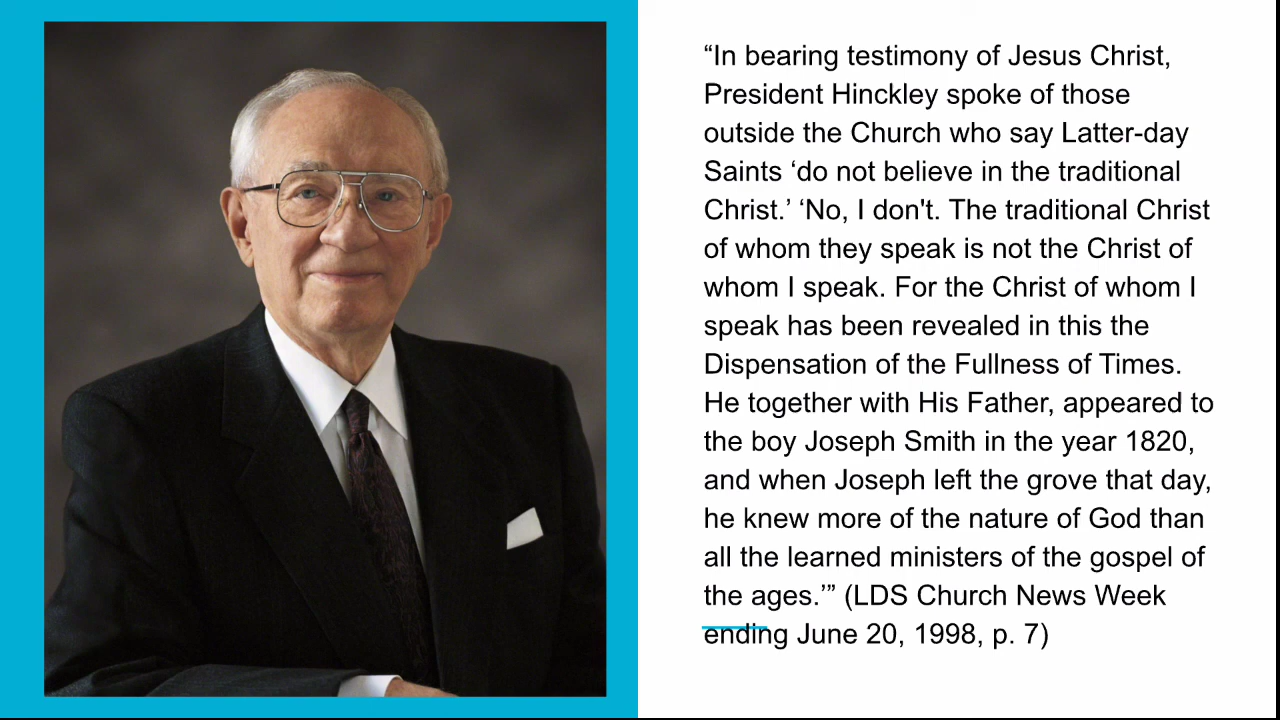 “In bearing testimony of Jesus Christ,
President Hinckley spoke of those
outside the Church who say Latter-day
Saints ‘do not believe in the traditional
Christ.’ ‘No, I don't. The traditional Christ
of whom they speak is not the Christ of
whom I speak. For the Christ of whom I
speak has been revealed in this the
Dispensation of the Fullness of Times.
He together with His Father, appeared to
the boy Joseph Smith in the year 1820,
and when Joseph left the grove that day,
he knew more of the nature of God than
all the learned ministers of the gospel of
the ages.’” (LDS Church News Week
ending June 20, 1998, p. 7)